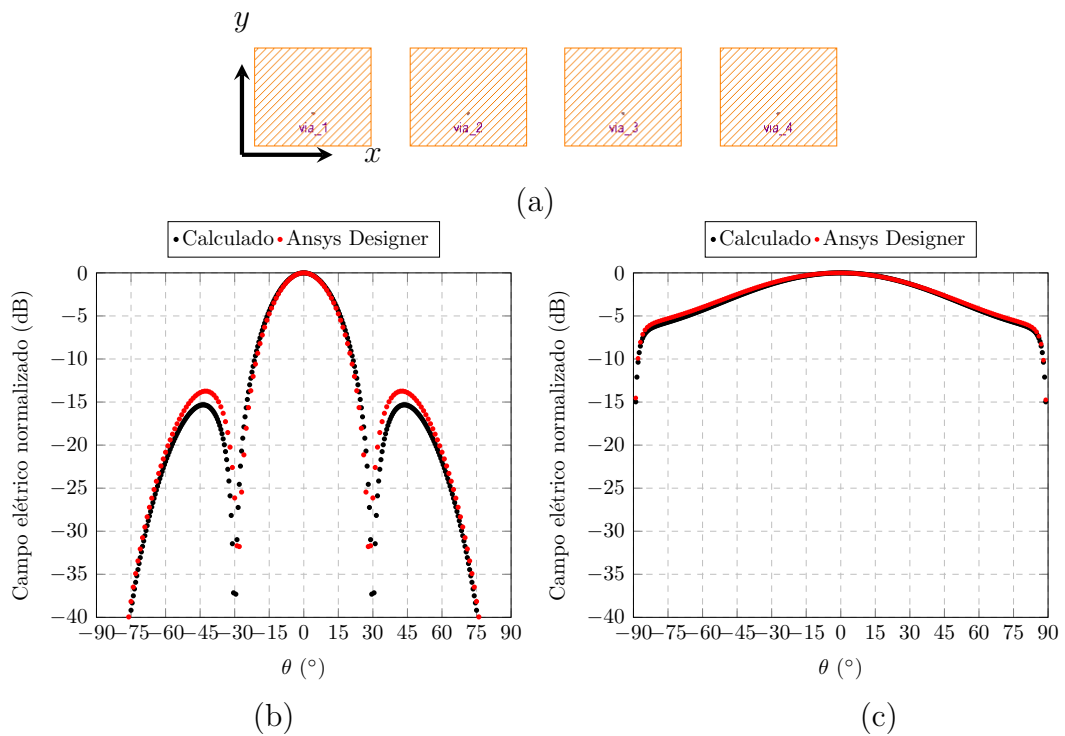 y
via_1 via_2 via_3 via_4
x
(a)
Calculado Ansys Designer
0
−5
−10
−15
−20
−25
−30
−35
−40
−90 −75 −60 −45 −30 −15 0 15 30 45 60 75 90
Campo elétrico normalizado (dB)
θ (°)
(b)
Calculado Ansys Designer
0
−5
−10
−15
−20
−25
−30
−35
−40
−90 −75 −60 −45 −30 −15 0 15 30 45 60 75 90
Campo elétrico normalizado (dB)
θ (°)
(c)